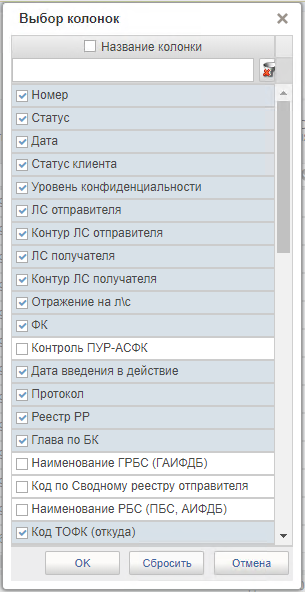 Выбор колонок
Название колонки
Номер
Статус
Дата
Статус клиента
Уровень конфиденциальности
ЛС отправителя
Контур ЛС отправителя
ЛС получателя
Контур ЛС получателя
Отражение на л\с
ФК
Контроль ПУР-АСФК
Дата введения в действие
Протокол
Реестр РР
Глава по БК
Наименование ГРБС (ГАИФДБ)
Код по Сводному реестру отправителя
Наименование РБС (ПБС, АИФДБ)
Код ТОФК (откуда)
OK Сбросить Отмена